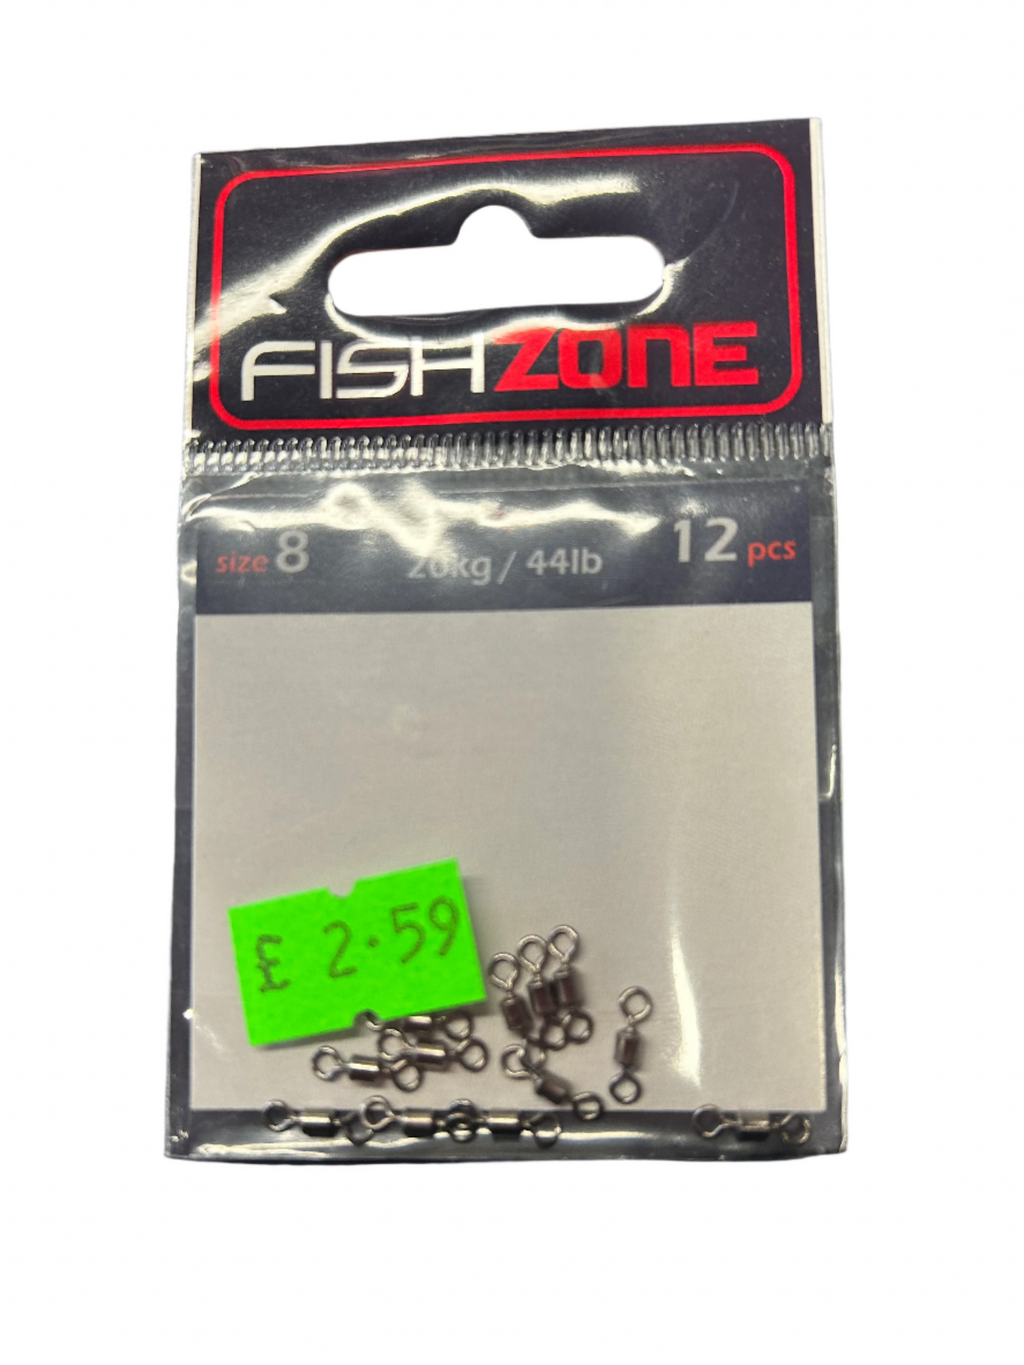 FISHZONE
size 8 20kg / 44lb 12 pcs
£ 2.59